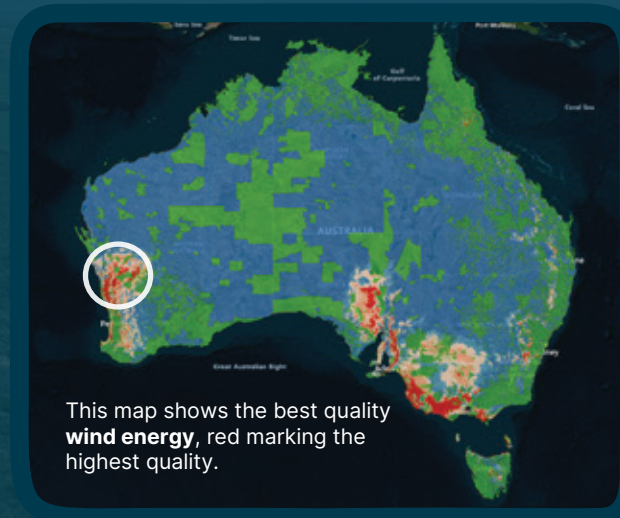 Timor Sea
Gulf
of Carpentaria
Coral Sea
AUSTRALIA
Great Australian Bight
This map shows the best quality
wind energy, red marking the
highest quality.